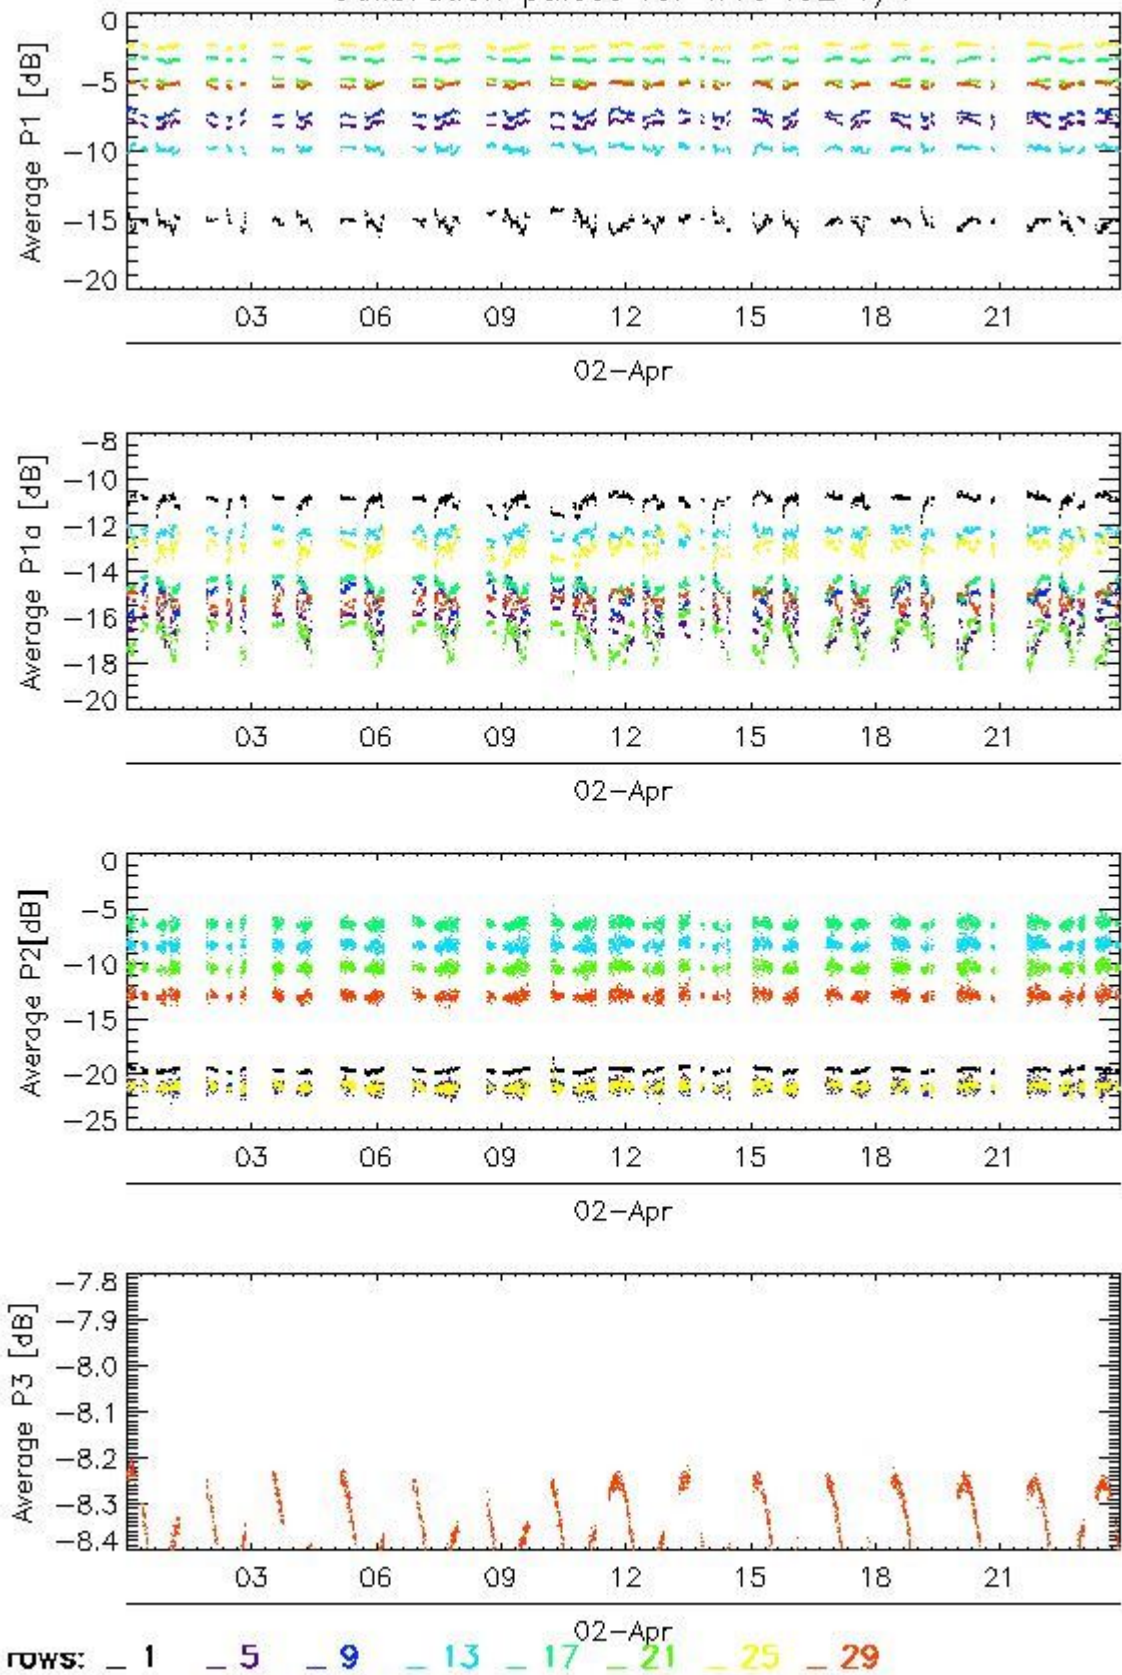 0
−5
−10
−15
−20
Average P1 [dB]
03 06 09 12 15 18 21
02−Apr
−8
−10
−12
−14
−16
−18
−20
Average P1a [dB]
03 06 09 12 15 18 21
02−Apr
0
−5
−10
−15
−20
−25
Average P2[dB]
03 06 09 12 15 18 21
02−Apr
−7.8
−7.9
−8.0
−8.1
−8.2
−8.3
−8.4
Average P3 [dB]
03 06 09 12 15 18 21
02−Apr
rows: _ 1 _ 5 _ 9 _ 13 _ 17 _ 21 _ 25 _ 29